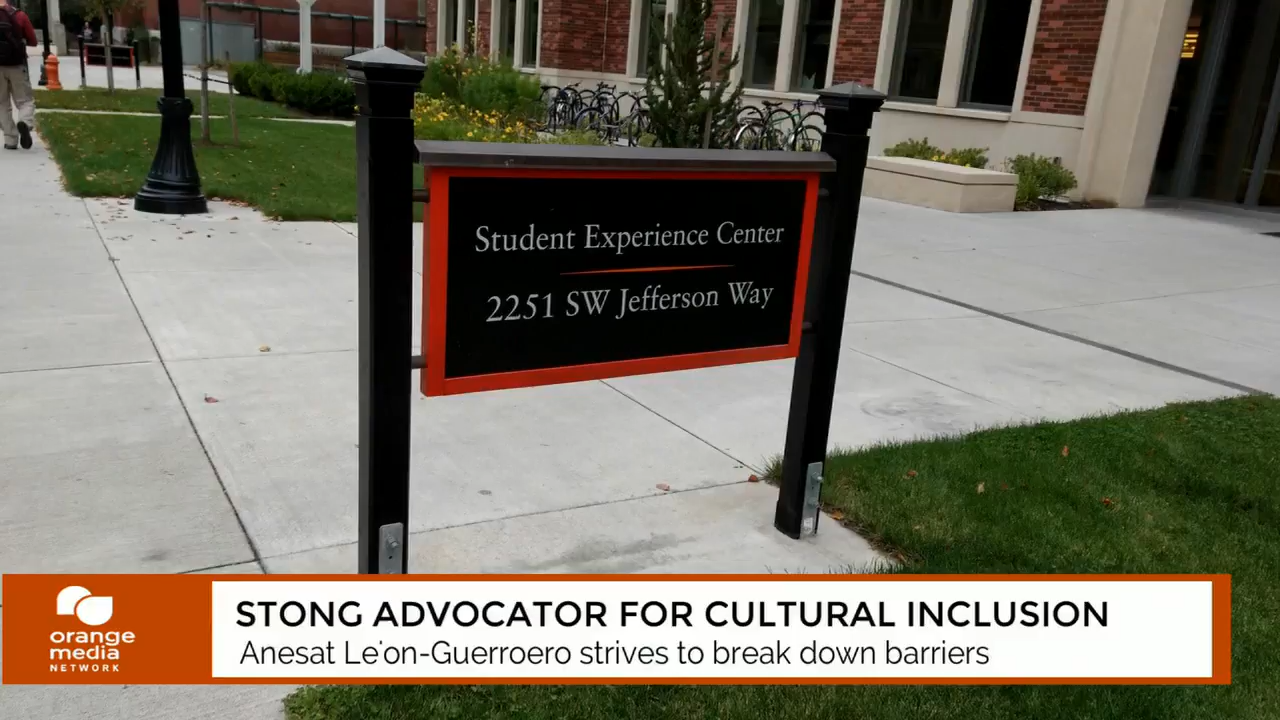 Student Experience Center
2251 SW Jefferson Way
orange
media
NETWORK
STONG ADVOCATOR FOR CULTURAL INCLUSION
Anesat Le'on-Guerroero strives to break down barriers